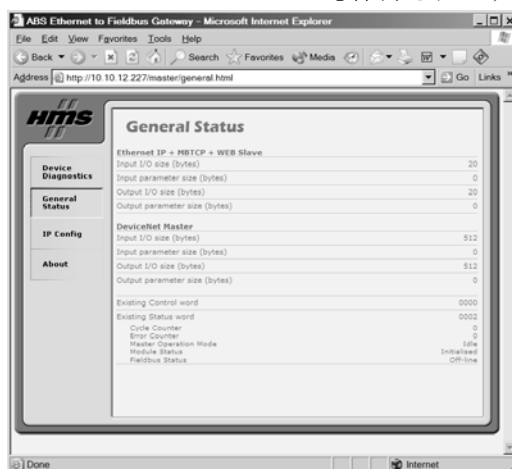 ABS Ethernet to Fieldbus Gateway - Microsoft Internet Explorer
File Edit View Favorites Tools Help
Back Search Favorites Media
Address http://10.10.12.227/master/general.html Go Links »
HMS
General Status
Ethernet IP + MBTCP + WEB Slave
Input I/O size (bytes) 20
Input parameter size (bytes) 0
Output I/O size (bytes) 20
Output parameter size (bytes) 0
Device
Diagnostics
General
Status
IP Config
About
DeviceNet Master
Input I/O size (bytes) 512
Input parameter size (bytes) 0
Output I/O size (bytes) 512
Output parameter size (bytes) 0
Existing Control word 0000
Existing Status word 0002
Cycle Counter 0
Error Counter 0
Master Operation Mode Idle
Module Status Initialised
Fieldbus Status Off-line
Done Internet